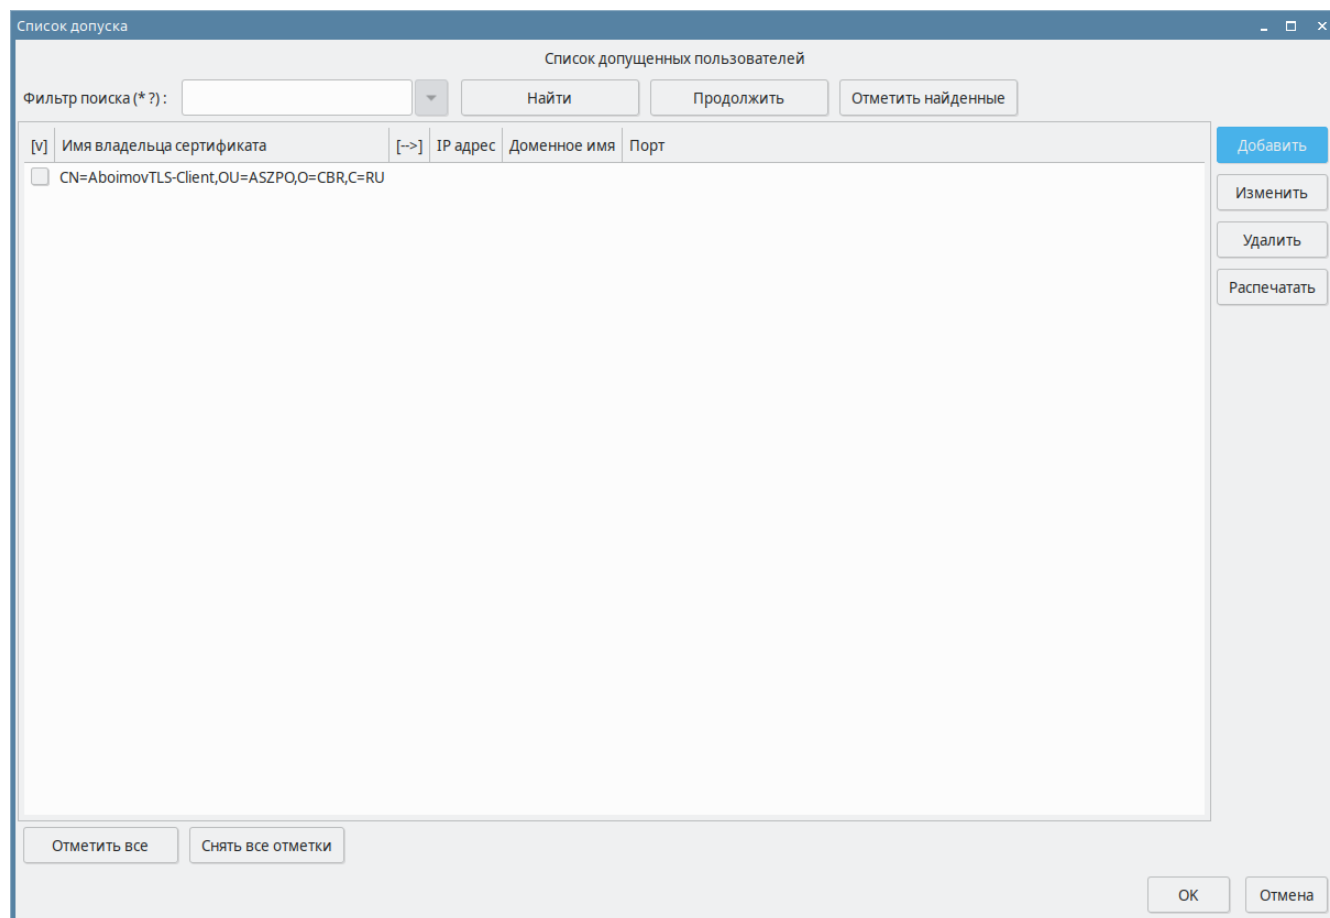 Список допуска
Список допущенных пользователей
Фильтр поиска (* ?) : Найти Продолжить Отметить найденные
[v] Имя владельца сертификата [-->] IP адрес Доменное имя Порт
CN=AboimovTLS-Client,OU=ASZPO,O=CBR,C=RU
Добавить
Изменить
Удалить
Распечатать
Отметить все Снять все отметки
OK Отмена